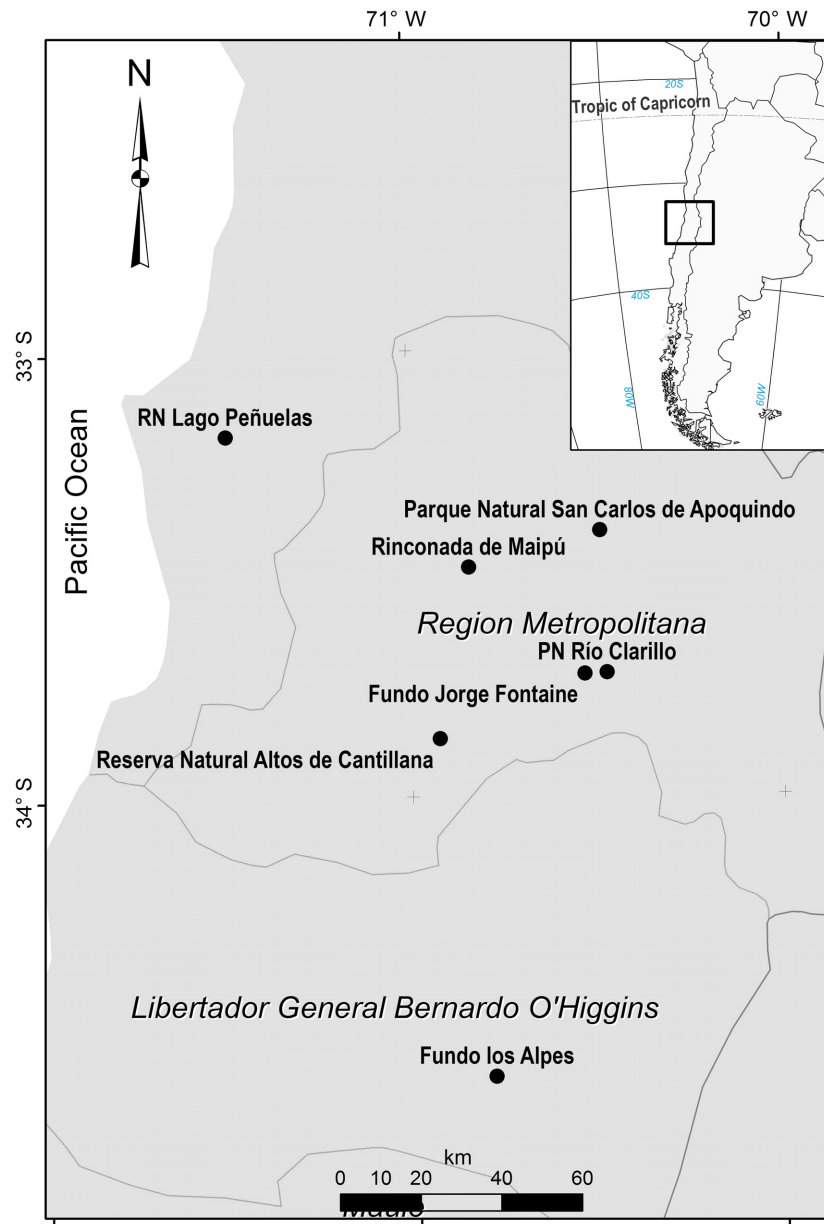 71° W
70° W
N
20S
Tropic of Capricorn
40S
80W
60W
33° S
RN Lago Peñuelas
Pacific Ocean
Parque Natural San Carlos de Apoquindo
Rinconada de Maipú
Region Metropolitana
PN Río Clarillo
Fundo Jorge Fontaine
Reserva Natural Altos de Cantillana
34° S
Libertador General Bernardo O'Higgins
Fundo los Alpes
km
0 10 20 40 60
Maule